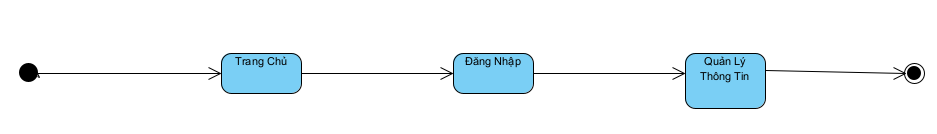 Trang Chủ
Đăng Nhập
Quản Lý
Thông Tin